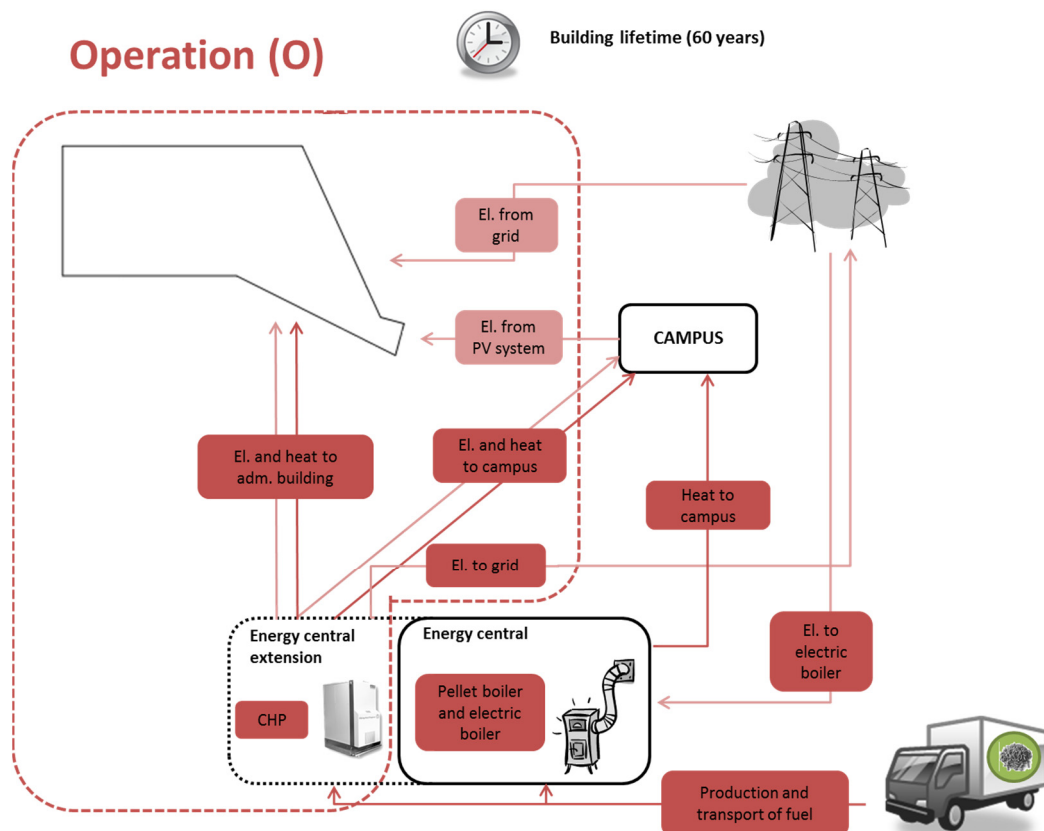 Operation (O)
Building lifetime (60 years)
El. from
grid
El. from
PV system
CAMPUS
El. and heat to
adm. building
El. and heat
to campus
Heat to
campus
El. to grid
El. to
electric
boiler
Energy central
extension
Energy central
CHP
Pellet boiler
and electric
boiler
Production and
transport of fuel